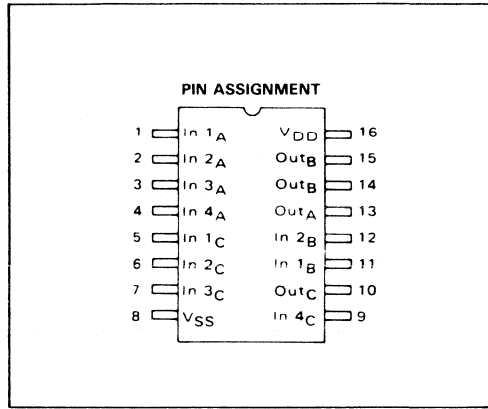 PIN ASSIGNMENT
1 In 1A VDD 16
2 In 2A OutB 15
3 In 3A OutB 14
4 In 4A OutA 13
5 In 1C In 2B 12
6 In 2C In 1B 11
7 In 3C OutC 10
8 VSS In 4C 9